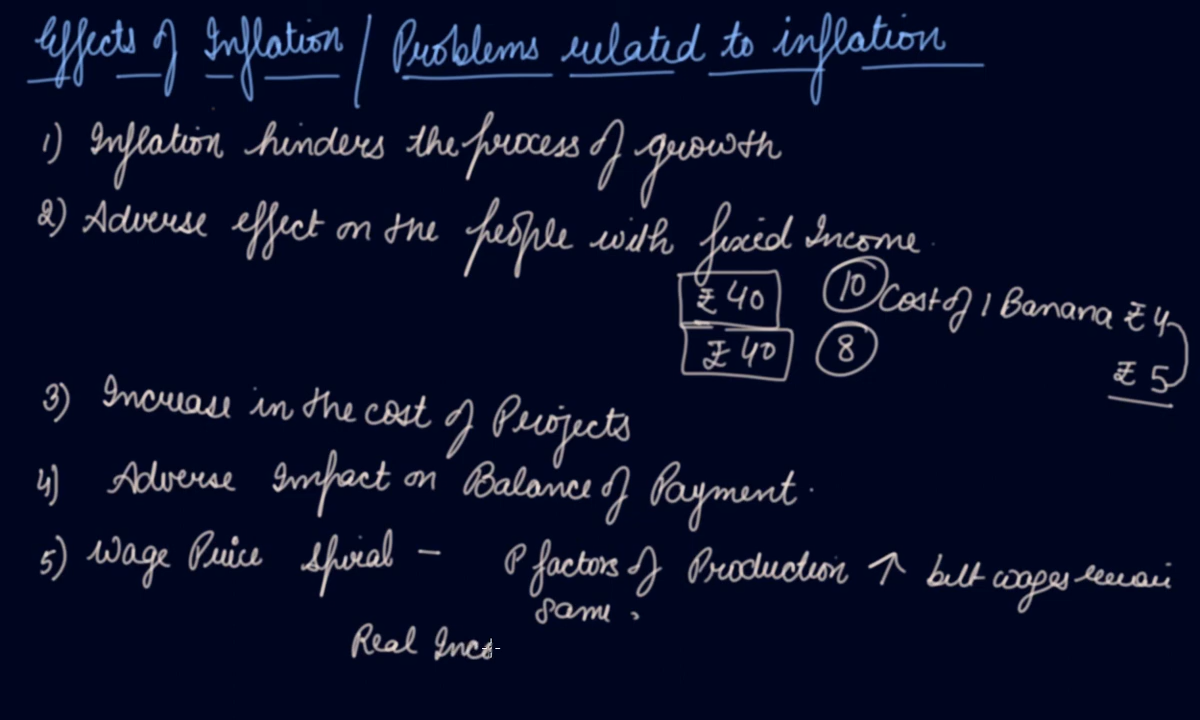 Effects of Inflation / Problems related to inflation
1) Inflation hinders the process of growth
2) Adverse effect on the people with fixed Income.
₹ 40 10 Cost of 1 Banana ₹ 4
₹ 40 8 ₹ 5
3) Increase in the cost of Projects
4) Adverse Impact on Balance of Payment.
5) Wage Price spiral - P factors of Production ↑ but wages remain
same.
Real Inco